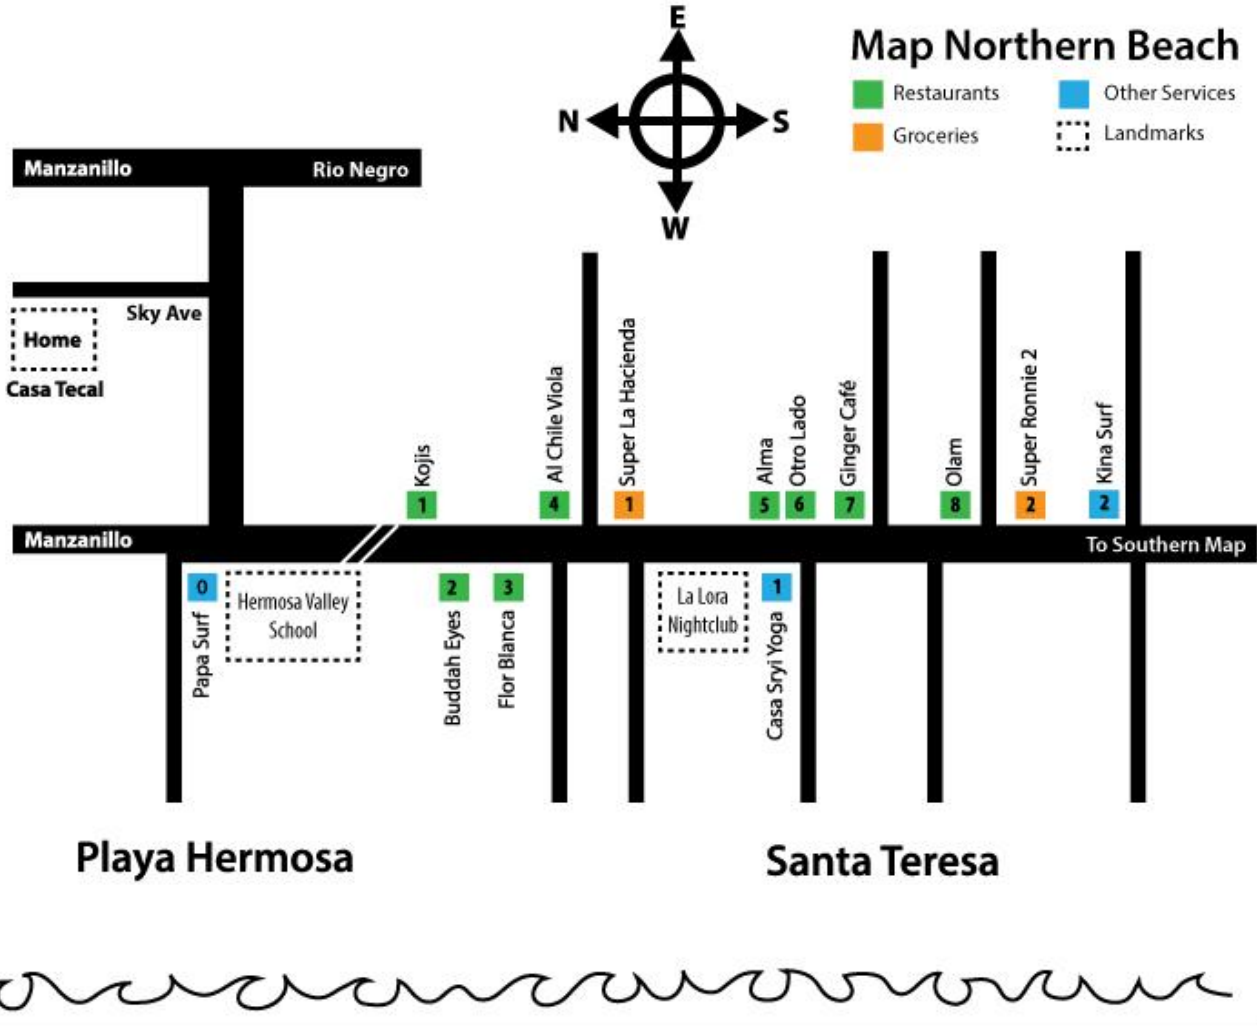 E
N
S
W
Map Northern Beach
Restaurants
Other Services
Groceries
Landmarks
Manzanillo
Rio Negro
Sky Ave
Home
Casa Tecal
Kojis
1
Al Chile Viola
4
Super La Hacienda
1
Alma
5
Otro Lado
6
Ginger Café
7
Olam
8
Super Ronnie 2
2
Kina Surf
2
Manzanillo
To Southern Map
0
Papa Surf
Hermosa Valley
School
2
Buddah Eyes
3
Flor Blanca
La Lora
Nightclub
1
Casa Sryi Yoga
Playa Hermosa
Santa Teresa